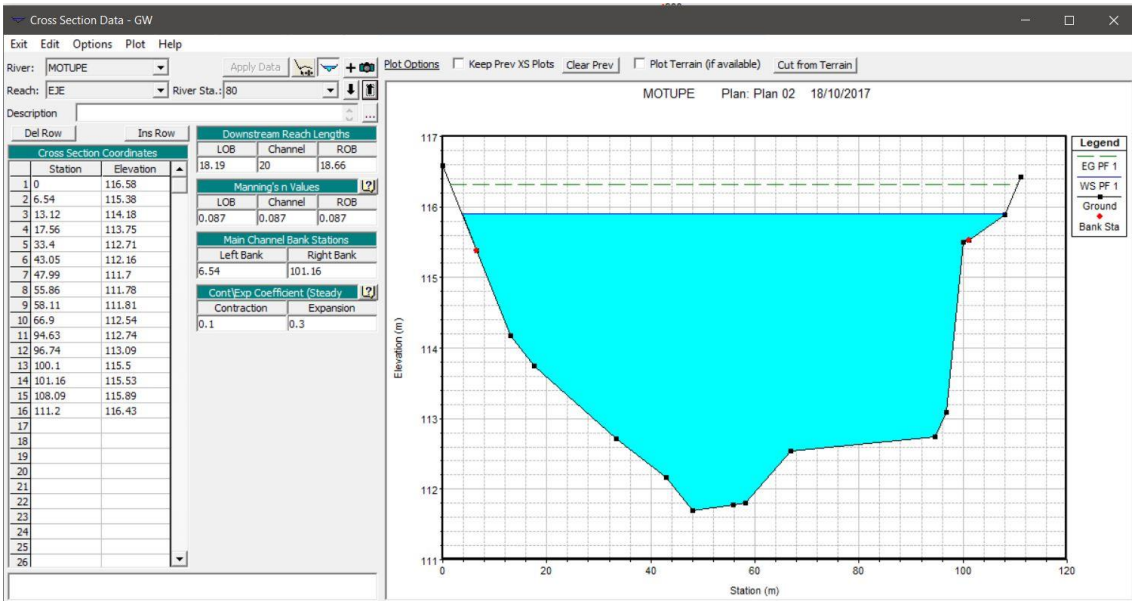 Cross Section Data - GW
Exit Edit Options Plot Help
River: MOTUPE Apply Data Plot Options Keep Prev XS Plots Clear Prev Plot Terrain (if available) Cut from Terrain
Reach: EJE River Sta.: 80
Description ...
Del Row Ins Row
Cross Section Coordinates
Station Elevation
1 0 116.58
2 6.54 115.38
3 13.12 114.18
4 17.56 113.75
5 33.4 112.71
6 43.05 112.16
7 47.99 111.7
8 55.86 111.78
9 58.11 111.81
10 66.9 112.54
11 94.63 112.74
12 96.74 113.09
13 100.1 115.5
14 101.16 115.53
15 108.09 115.89
16 111.2 116.43
17
18
19
20
21
22
23
24
25
26
Downstream Reach Lengths
LOB Channel ROB
18.19 20 18.66
Manning's n Values
LOB Channel ROB
0.087 0.087 0.087
Main Channel Bank Stations
Left Bank Right Bank
6.54 101.16
Cont\Exp Coefficient (Steady
Contraction Expansion
0.1 0.3
MOTUPE Plan: Plan 02 18/10/2017
117
116
115
114
113
112
111
Elevation (m)
0 20 40 60 80 100 120
Station (m)
Legend
EG PF 1
WS PF 1
Ground
Bank Sta